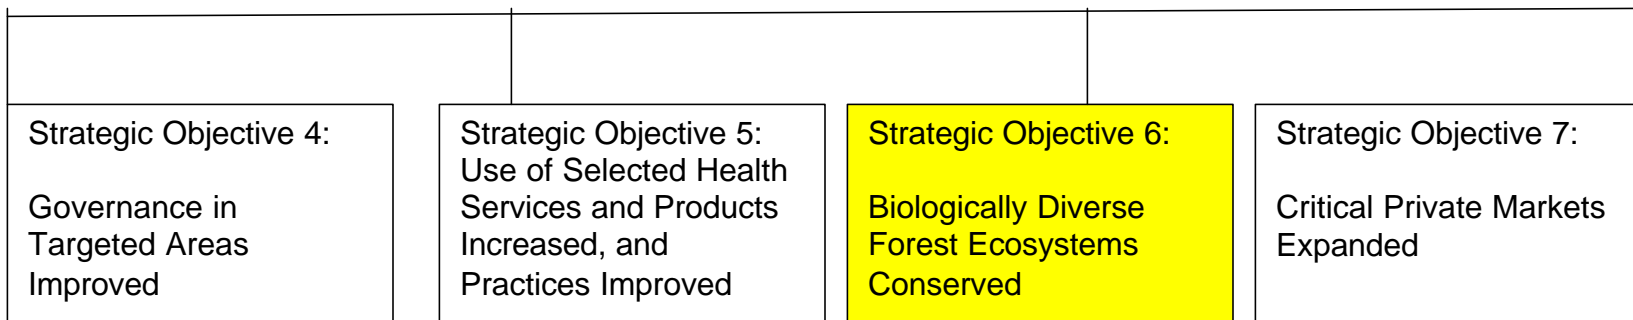 Strategic Objective 4:
Governance in
Targeted Areas
Improved
Strategic Objective 5:
Use of Selected Health
Services and Products
Increased, and
Practices Improved
Strategic Objective 6:
Biologically Diverse
Forest Ecosystems
Conserved
Strategic Objective 7:
Critical Private Markets
Expanded